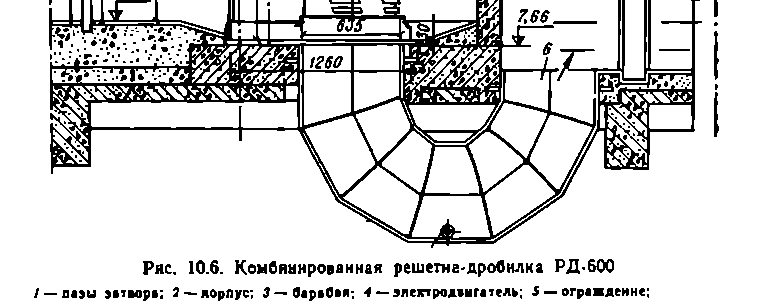 635
7,66
6
1260
Рис. 10.6. Комбинированная решетка-дробилка РД-600
1 — пазы затвора; 2 — корпус; 3 — барабан; 4 — электродвигатель; 5 — ограждение;